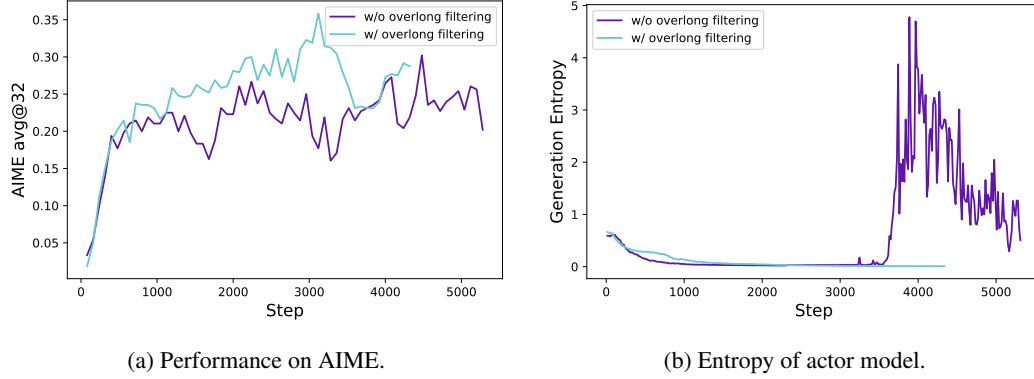 w/o overlong filtering
w/ overlong filtering
0.35
0.30
0.25
0.20
0.15
0.10
0.05
AIME avg@32
0
1000
2000
3000
4000
5000
Step
(a) Performance on AIME.
w/o overlong filtering
w/ overlong filtering
5
4
3
2
1
0
Generation Entropy
0
1000
2000
3000
4000
5000
Step
(b) Entropy of actor model.